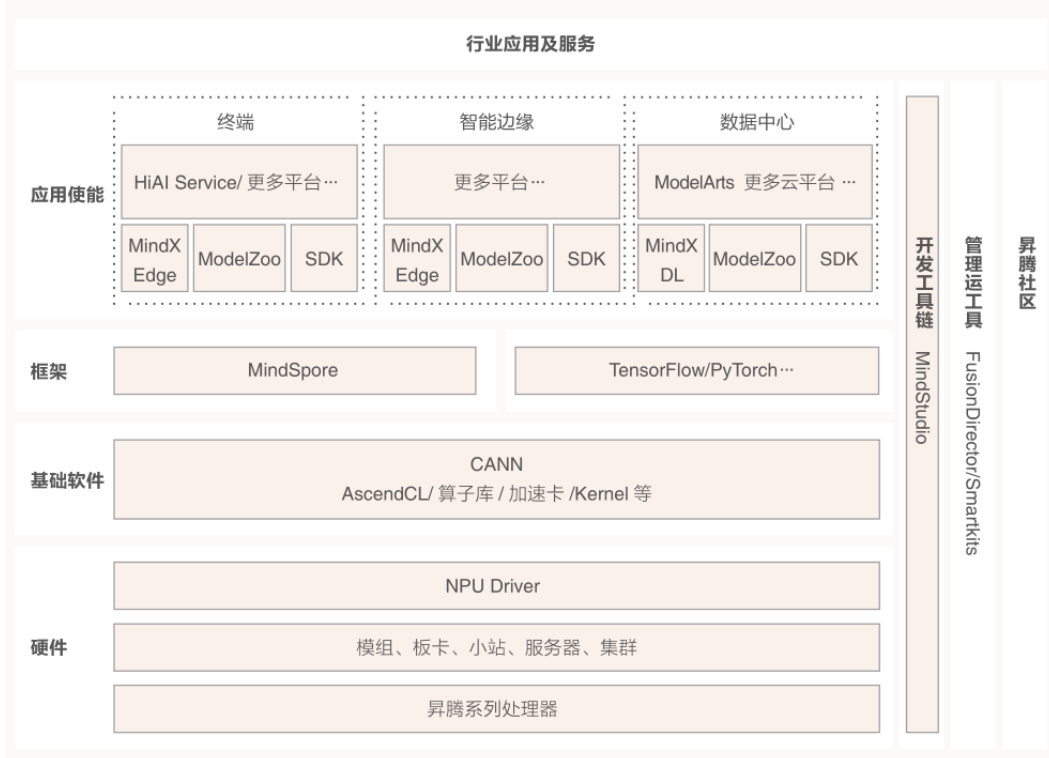 行业应用及服务
应用使能
终端
HiAI Service/ 更多平台···
MindX
Edge
ModelZoo
SDK
智能边缘
更多平台···
MindX
Edge
ModelZoo
SDK
数据中心
ModelArts 更多云平台 ···
MindX
DL
ModelZoo
SDK
框架
MindSpore
TensorFlow/PyTorch···
基础软件
CANN
AscendCL/ 算子库 / 加速卡 /Kernel 等
硬件
NPU Driver
模组、板卡、小站、服务器、集群
昇腾系列处理器
开发工具链 MindStudio
管理运工具 FusionDirector/Smartkits
昇腾社区